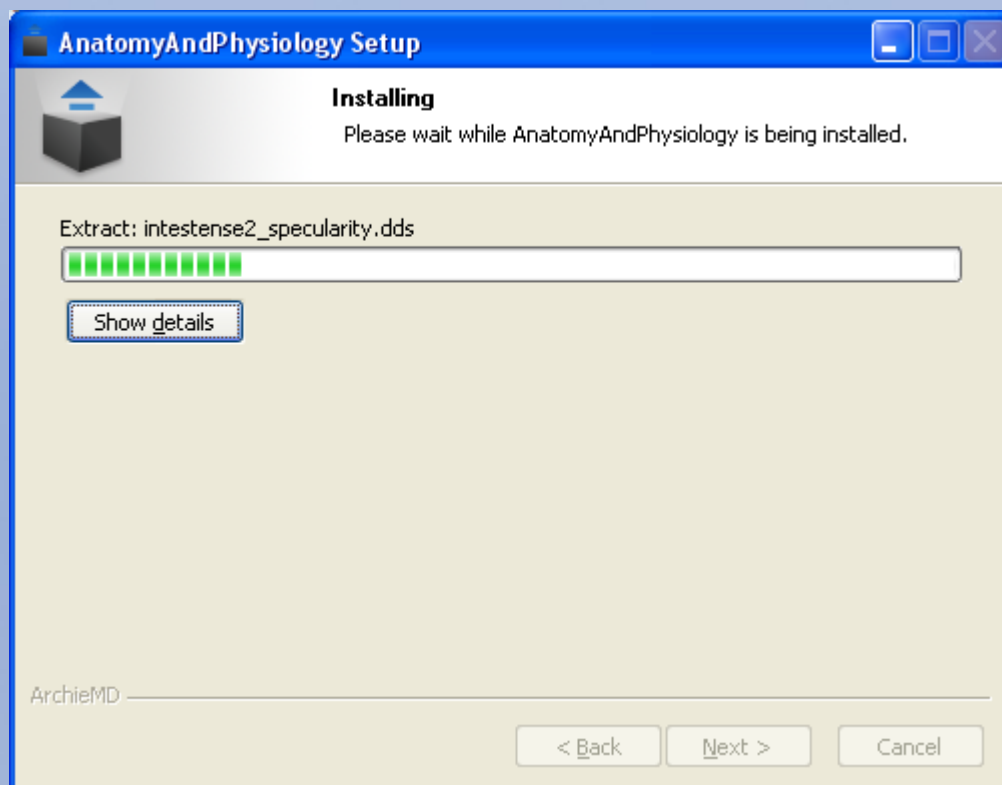 AnatomyAndPhysiology Setup
Installing
Please wait while AnatomyAndPhysiology is being installed.
Extract: intestense2_specularity.dds
Show details
ArchieMD
< Back
Next >
Cancel